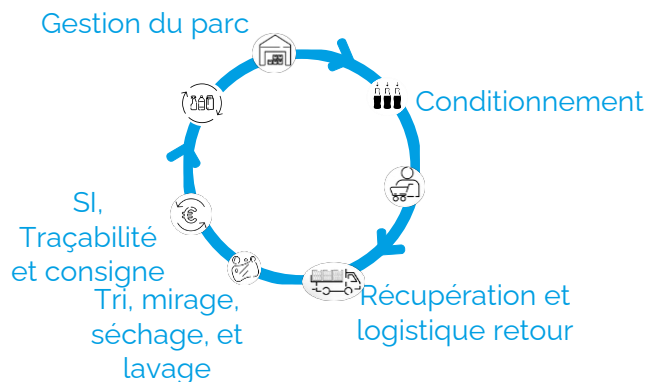 Gestion du parc
Conditionnement
SI,
Traçabilité
et consigne
Tri, mirage,
séchage, et
lavage
Récupération et
logistique retour
€